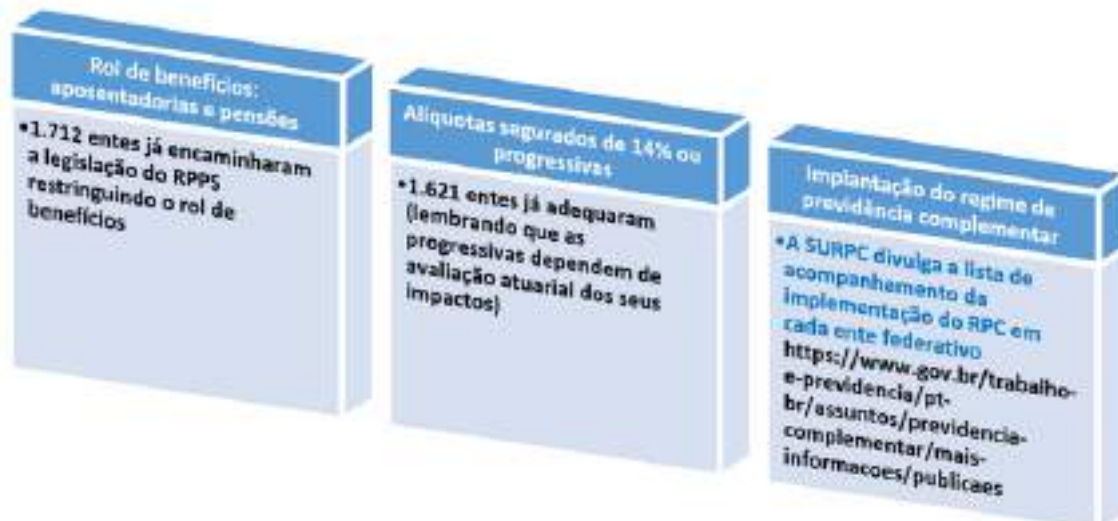 Rol de benefícios:
aposentadorias e pensões
•1.712 entes já encaminharam
a legislação do RPPS
restringindo o rol de
benefícios
Alíquotas segurados de 14% ou
progressivas
•1.621 entes já adequaram
(lembrando que as
progressivas dependem de
avaliação atuarial dos seus
impactos)
Implantação do regime de
previdência complementar
•A SURPC divulga a lista de
acompanhamento da
implementação do RPC em
cada ente federativo
https://www.gov.br/trabalho-
e-previdencia/pt-
br/assuntos/previdencia-
complementar/mais-
informacoes/publicaes